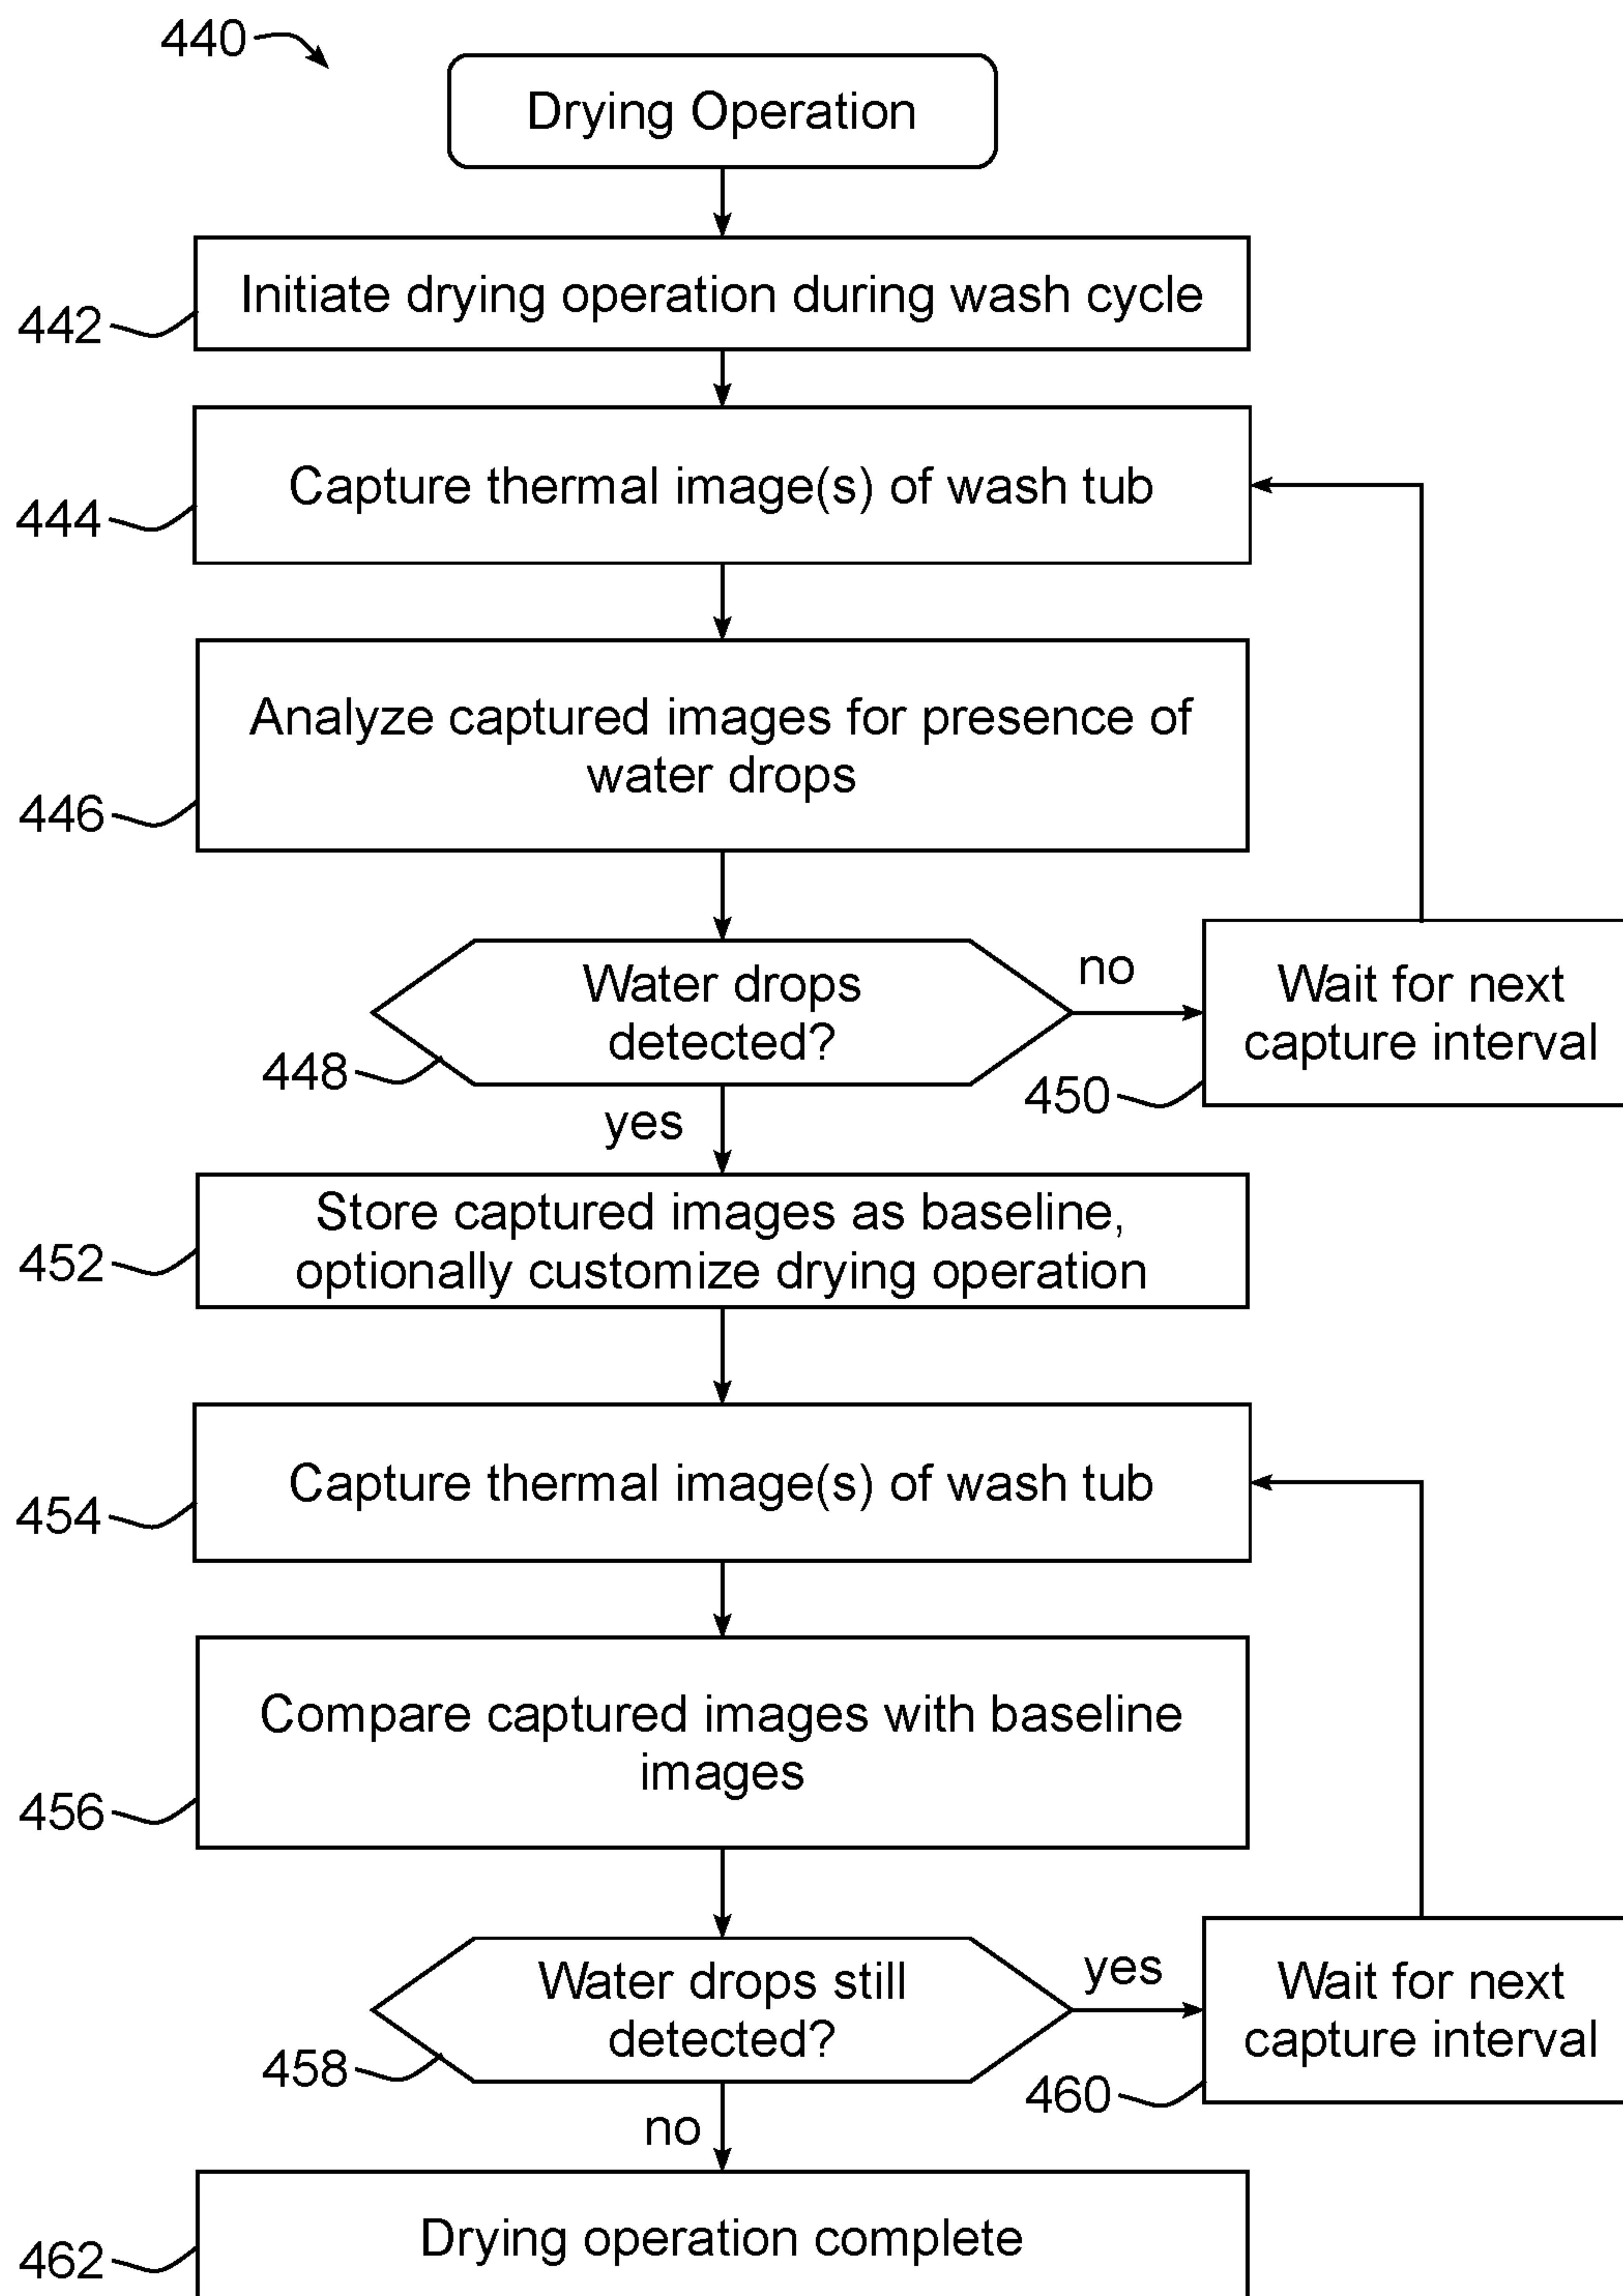 440
Drying Operation
442
Initiate drying operation during wash cycle
444
Capture thermal image(s) of wash tub
446
Analyze captured images for presence of
water drops
448
Water drops
detected?
no
450
Wait for next
capture interval
yes
452
Store captured images as baseline,
optionally customize drying operation
454
Capture thermal image(s) of wash tub
456
Compare captured images with baseline
images
458
Water drops still
detected?
yes
460
Wait for next
capture interval
no
462
Drying operation complete